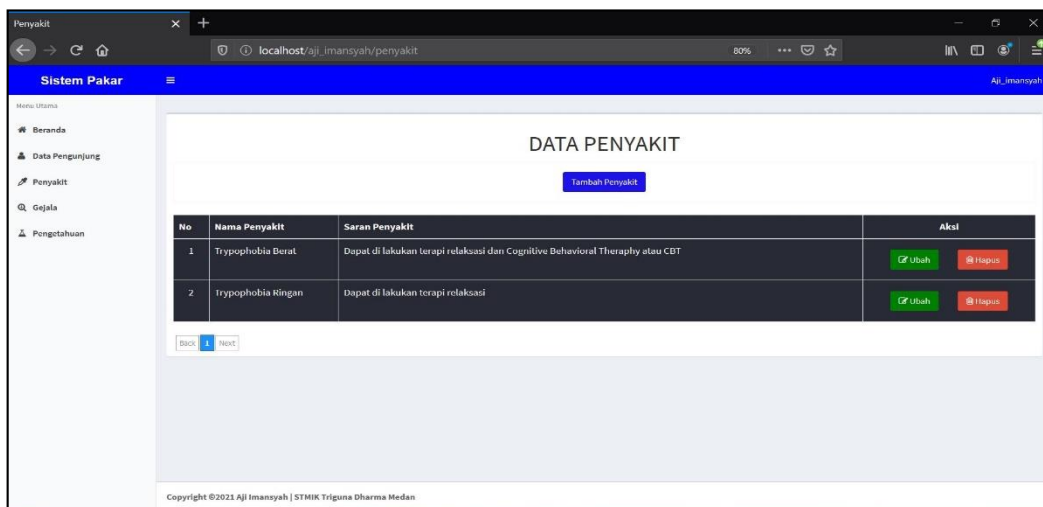 Penyakit
localhost/aji_imansyah/penyakit
80%
Sistem Pakar
Aji_imansyah
Menu Utama
Beranda
Data Pengunjung
Penyakit
Gejala
Pengetahuan
DATA PENYAKIT
Tambah Penyakit
No Nama Penyakit Saran Penyakit Aksi
1 Trypophobia Berat Dapat di lakukan terapi relaksasi dan Cognitive Behavioral Theraphy atau CBT Ubah Hapus
2 Trypophobia Ringan Dapat di lakukan terapi relaksasi Ubah Hapus
Back 1 Next
Copyright ©2021 Aji Imansyah | STMIK Triguna Dharma Medan